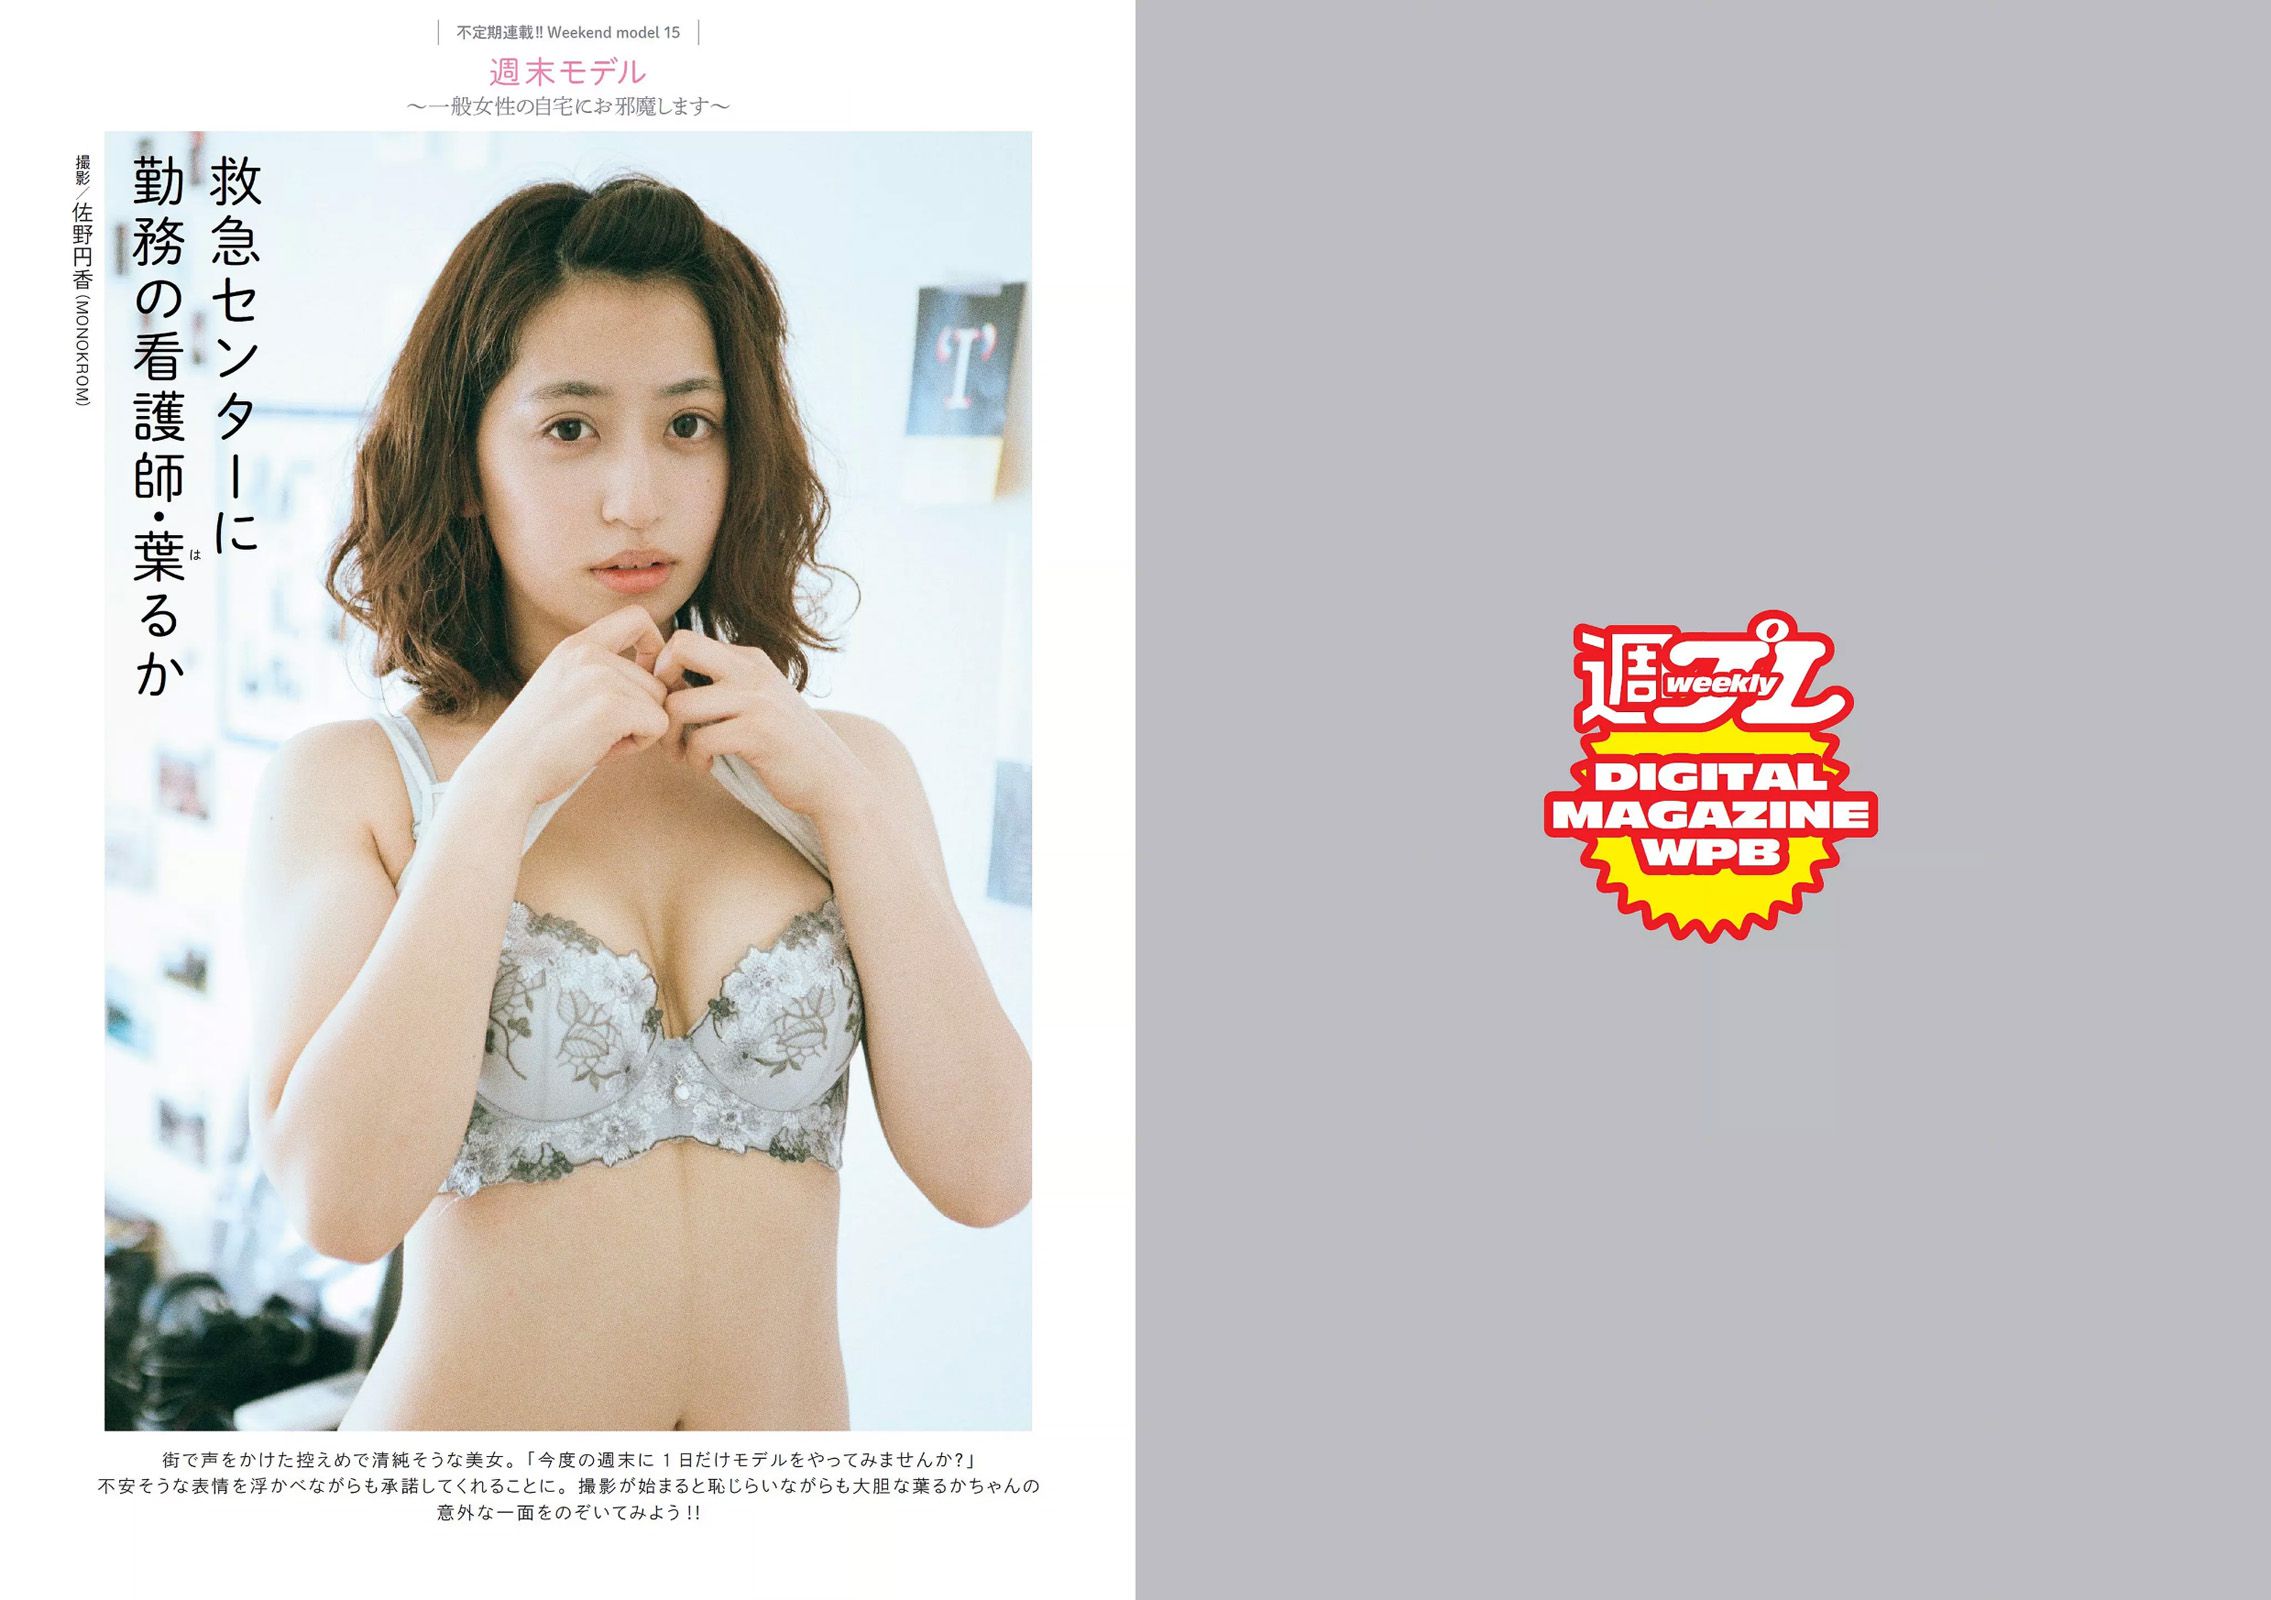 不定期連載!! Weekend model 15
週末モデル
〜一般女性の自宅にお邪魔します〜
救急センターに
勤務の看護師・葉るか
は
撮影／佐野円香（MONOKROM）
T
街で声をかけた控えめで清純そうな美女。「今度の週末に1日だけモデルをやってみませんか?」
不安そうな表情を浮かべながらも承諾してくれることに。撮影が始まると恥じらいながらも大胆な葉るかちゃんの
意外な一面をのぞいてみよう!!
週プレ
weekly
DIGITAL
MAGAZINE
WPB